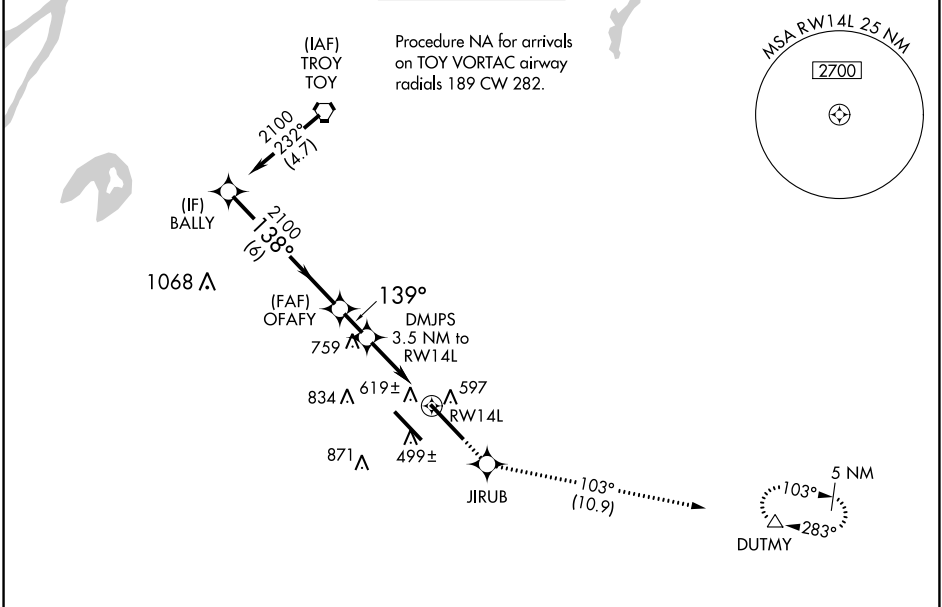 (IAF)
TROY
TOY
Procedure NA for arrivals
on TOY VORTAC airway
radials 189 CW 282.
MSA RW14L 25 NM
2700
2100
232°
(4.7)
(IF)
BALLY
2100
138°
(6)
1068
(FAF)
OFAFY
139°
DMJPS
3.5 NM to
RW14L
759
834
619±
597
RW14L
871
499±
JIRUB
103°
(10.9)
5 NM
103°
283°
DUTMY